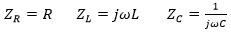 Z_R = R    Z_L = jωL    Z_C = 1/(jωC)